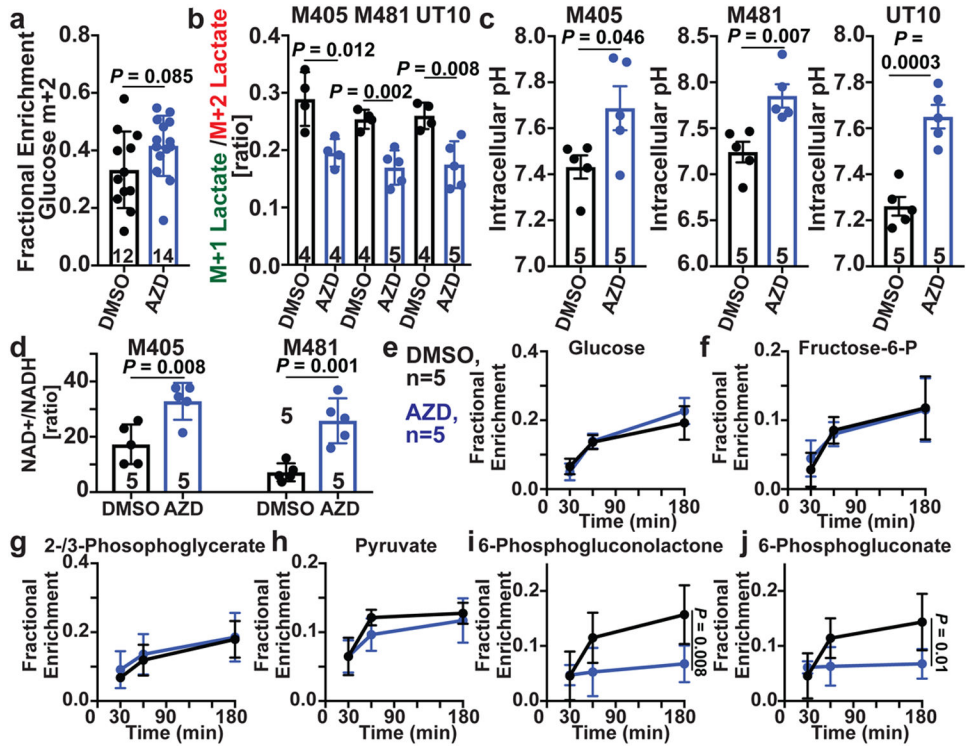 a
Fractional Enrichment
Glucose m+2
0.8
0.6
0.4
0.2
0.0
P = 0.085
12
14
DMSO
AZD
b
M405 M481 UT10
M+1 Lactate /M+2 Lactate
[ratio]
0.4
0.3
0.2
0.1
0.0
P = 0.012
P = 0.002
P = 0.008
4
4
4
5
4
5
DMSO
AZD
DMSO
AZD
DMSO
AZD
c
M405
Intracellular pH
8.0
7.8
7.6
7.4
7.2
7.0
P = 0.046
5
5
DMSO
AZD
M481
Intracellular pH
8.5
8.0
7.5
7.0
6.5
6.0
P = 0.007
5
5
DMSO
AZD
UT10
Intracellular pH
8.0
7.8
7.6
7.4
7.2
7.0
P =
0.0003
5
5
DMSO
AZD
d
NAD+/NADH
[ratio]
40
20
0
M405
P = 0.008
5
5
DMSO AZD
M481
P = 0.001
5
5
DMSO AZD
e
DMSO,
n=5
AZD,
n=5
Glucose
Fractional
Enrichment
0.4
0.2
0.0
0 30
180
Time (min)
f
Fructose-6-P
Fractional
Enrichment
0.2
0.1
0.0
0 30
180
Time (min)
g
2-/3-Phosophoglycerate
Fractional
Enrichment
0.4
0.2
0.0
0 30
180
Time (min)
h
Pyruvate
Fractional
Enrichment
0.2
0.1
0.0
0 30
180
Time (min)
i
6-Phosphogluconolactone
Fractional
Enrichment
0.2
0.1
0.0
0 30
180
Time (min)
P = 0.008
j
6-Phosphogluconate
Fractional
Enrichment
0.2
0.1
0.0
0 30
180
Time (min)
P = 0.01